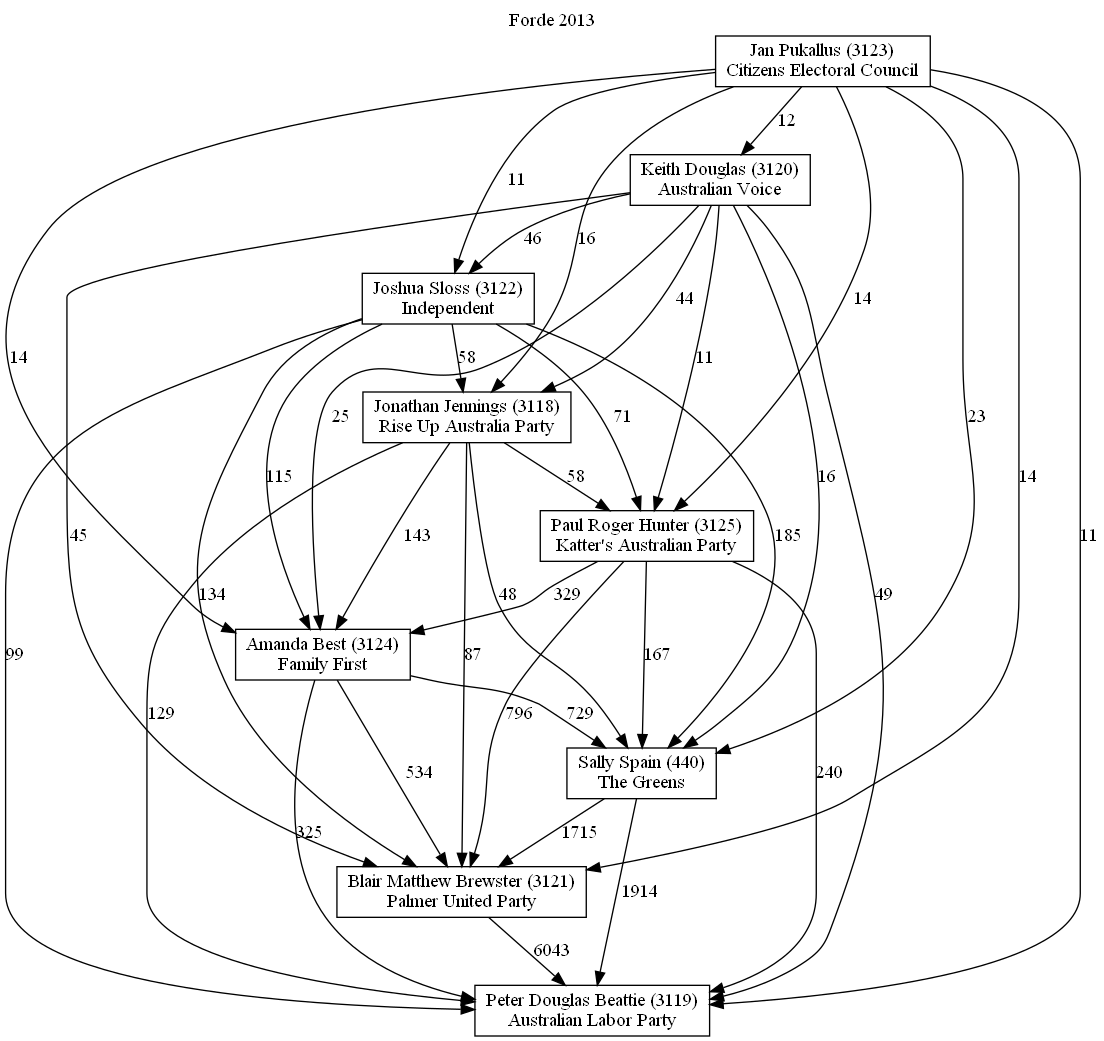 Forde 2013
Jan Pukallus (3123)
Citizens Electoral Council
12
Keith Douglas (3120)
Australian Voice
11
46
16
Joshua Sloss (3122)
Independent
44
14
14
58
11
Jonathan Jennings (3118)
Rise Up Australia Party
25
71
23
115
58
16
14
Paul Roger Hunter (3125)
Katter's Australian Party
45
143
185
11
134
48
329
49
Amanda Best (3124)
Family First
99
87
167
129
796
729
Sally Spain (440)
The Greens
534
240
325
1715
Blair Matthew Brewster (3121)
Palmer United Party
1914
6043
Peter Douglas Beattie (3119)
Australian Labor Party